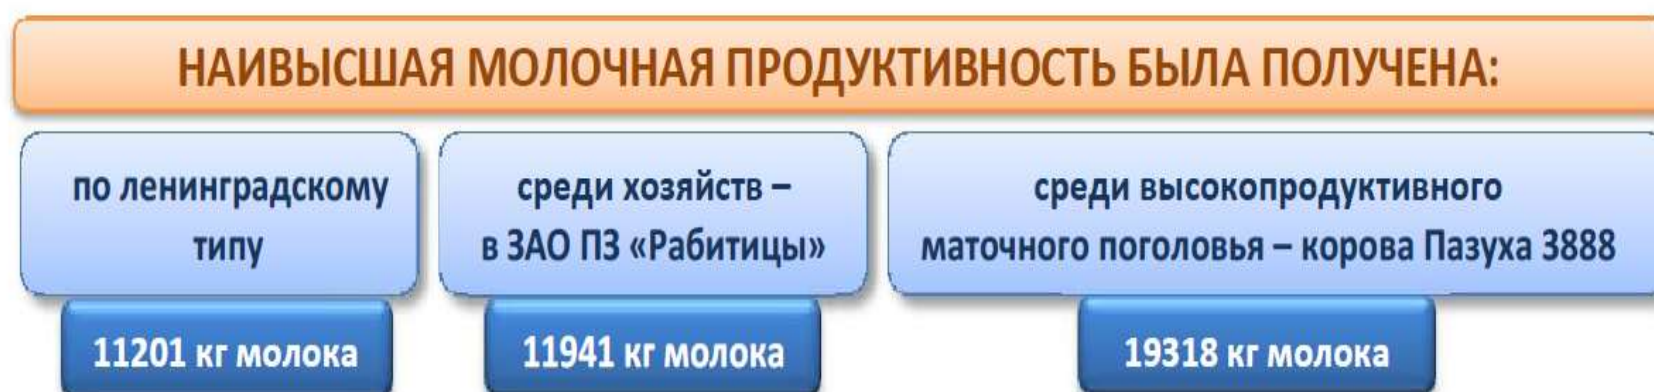 НАИВЫСШАЯ МОЛОЧНАЯ ПРОДУКТИВНОСТЬ БЫЛА ПОЛУЧЕНА:
по ленинградскому
типу
11201 кг молока
среди хозяйств –
в ЗАО ПЗ «Рабитицы»
11941 кг молока
среди высокопродуктивного
маточного поголовья – корова Пазуха 3888
19318 кг молока